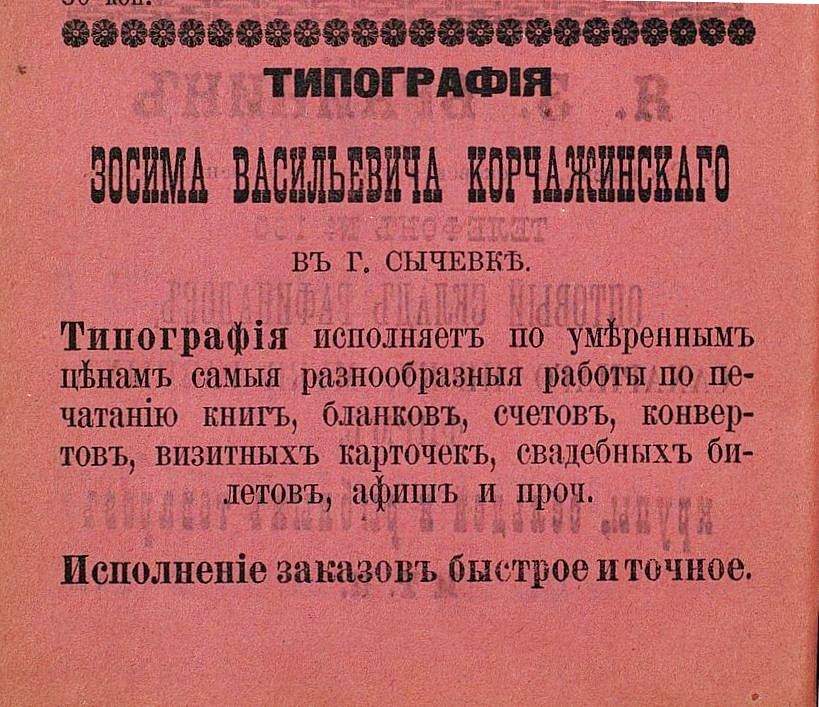 ТИПОГРАФІЯ
ЗОСИМА ВАСИЛЬЕВИЧА КОРЧАЖИНСКАГО
ВЪ Г. СЫЧЕВКѢ.
Типографія исполняетъ по умѣреннымъ
цѣнамъ самыя разнообразныя работы по пе-
чатанію книгъ, бланковъ, счетовъ, конвер-
товъ, визитныхъ карточекъ, свадебныхъ би-
летовъ, афишъ и проч.
Исполненіе заказовъ быстрое и точное.